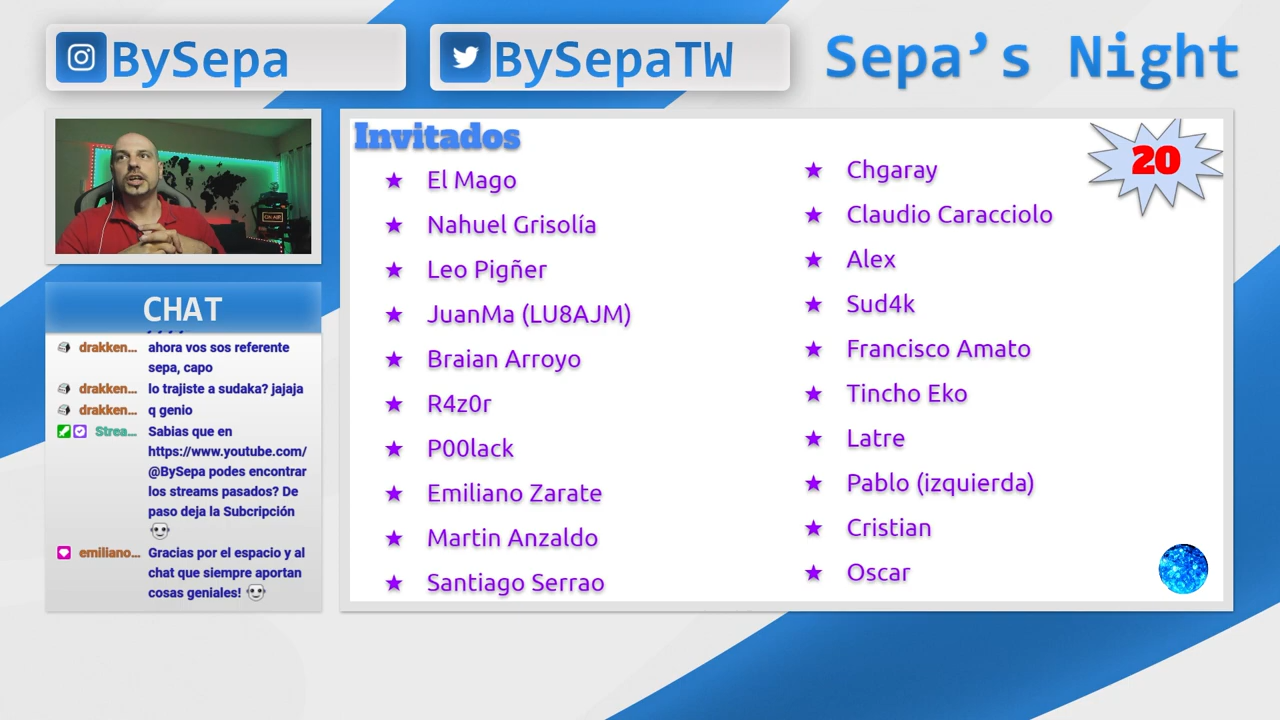 BySepa
BySepaTW
Sepa’s Night
CHAT
drakken... ahora vos sos referente
sepa, capo
drakken... lo trajiste a sudaka? jajaja
drakken... q genio
Strea... Sabias que en
https://www.youtube.com/
@BySepa podes encontrar
los streams pasados? De
paso deja la Subcripción
emiliano... Gracias por el espacio y al
chat que siempre aportan
cosas geniales!
Invitados
★ El Mago
★ Nahuel Grisolía
★ Leo Pigñer
★ JuanMa (LU8AJM)
★ Braian Arroyo
★ R4z0r
★ P00lack
★ Emiliano Zarate
★ Martin Anzaldo
★ Santiago Serrao
★ Chgaray
★ Claudio Caracciolo
★ Alex
★ Sud4k
★ Francisco Amato
★ Tincho Eko
★ Latre
★ Pablo (izquierda)
★ Cristian
★ Oscar
20
ON AIR